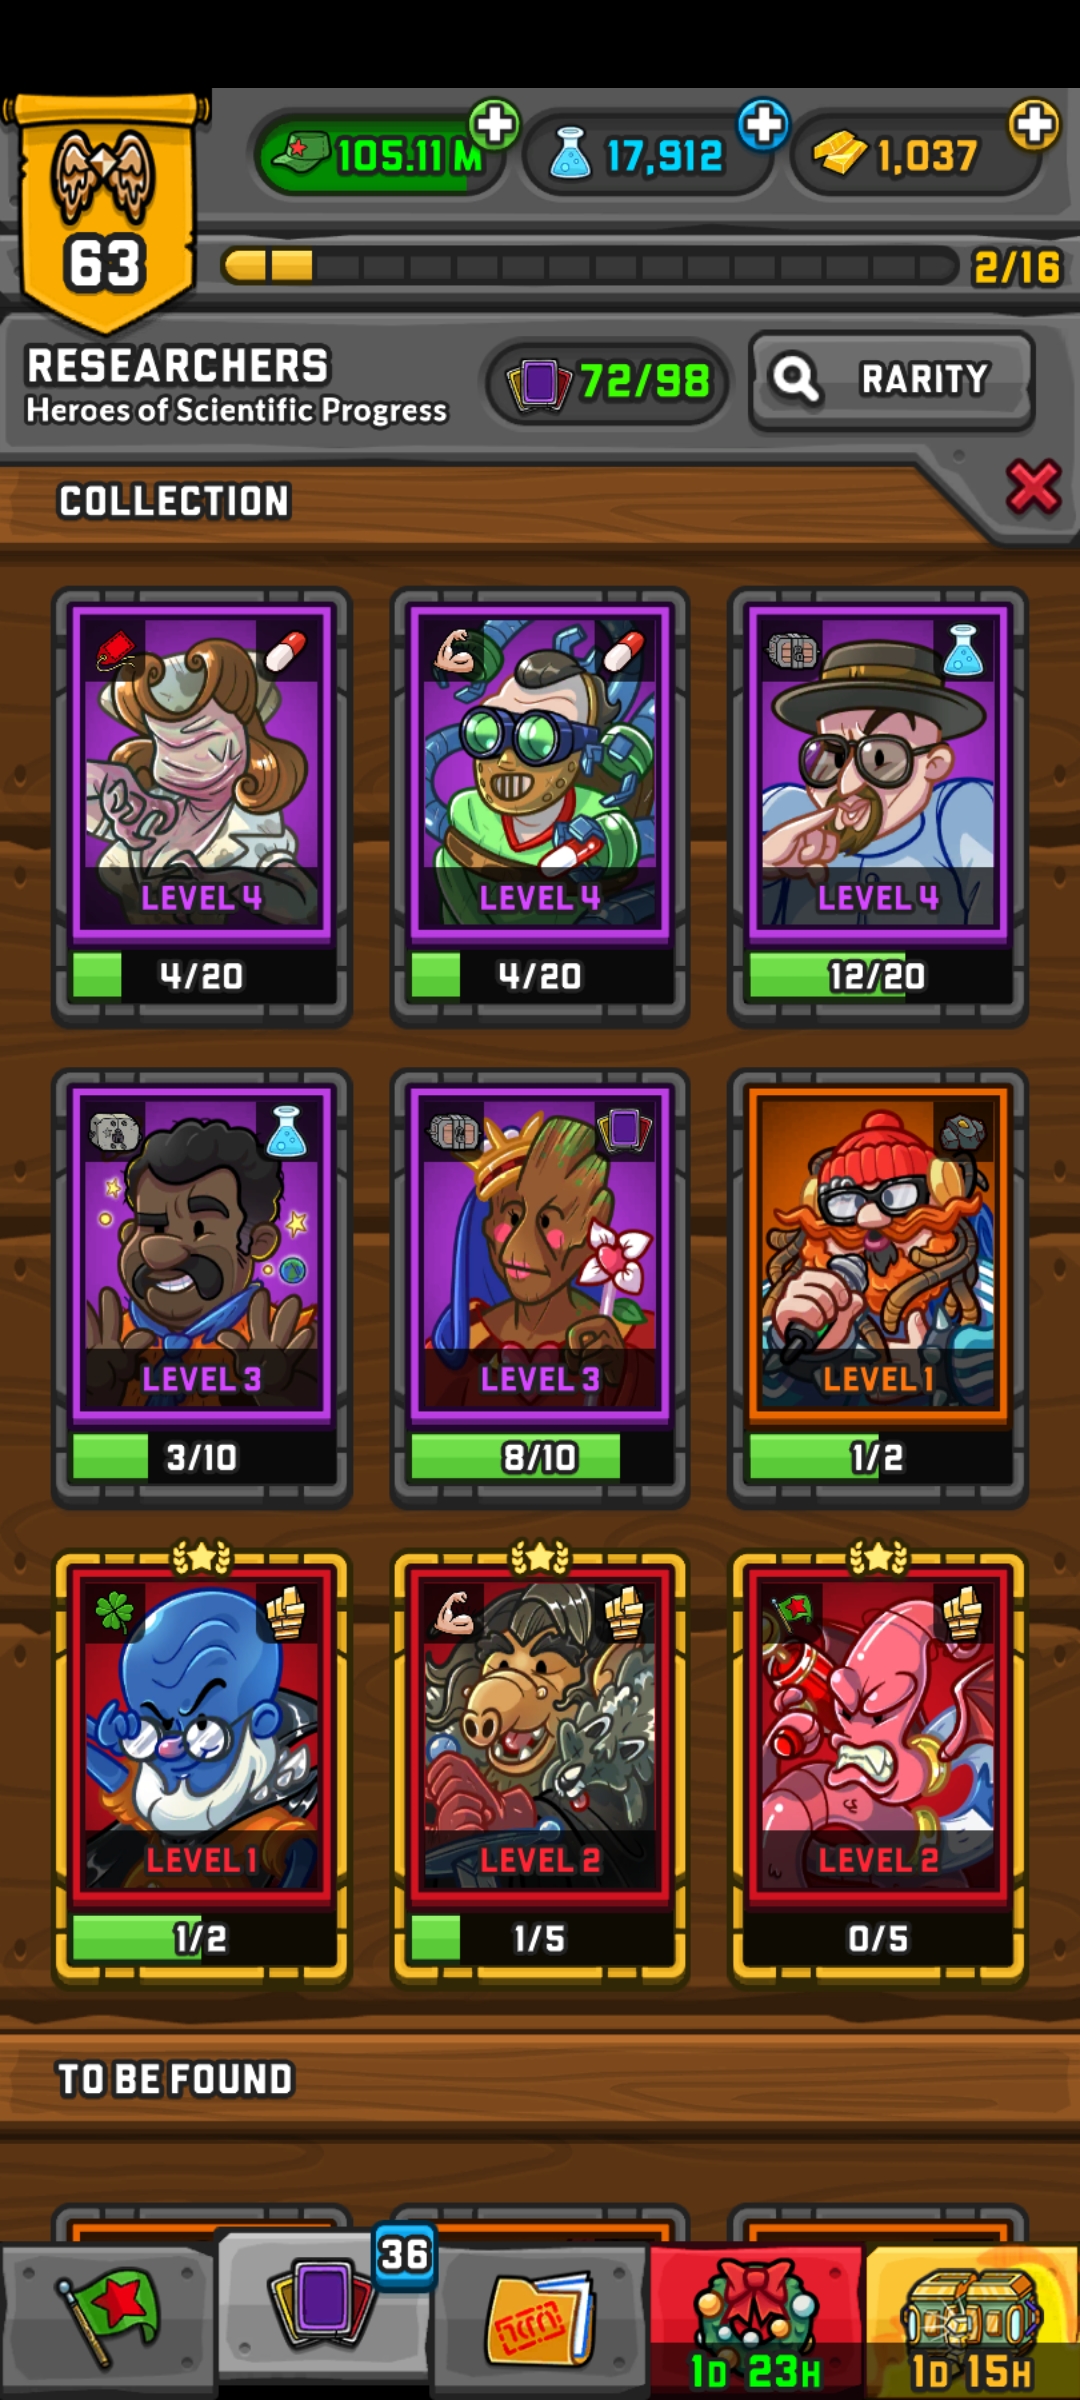 105.11 M
17,912
1,037
63
2/16
RESEARCHERS
Heroes of Scientific Progress
72/98
RARITY
COLLECTION
LEVEL 4
LEVEL 4
LEVEL 4
4/20
4/20
12/20
LEVEL 3
LEVEL 3
LEVEL 1
3/10
8/10
1/2
LEVEL 1
LEVEL 2
LEVEL 2
1/2
1/5
0/5
TO BE FOUND
36
1D 23H
1D 15H